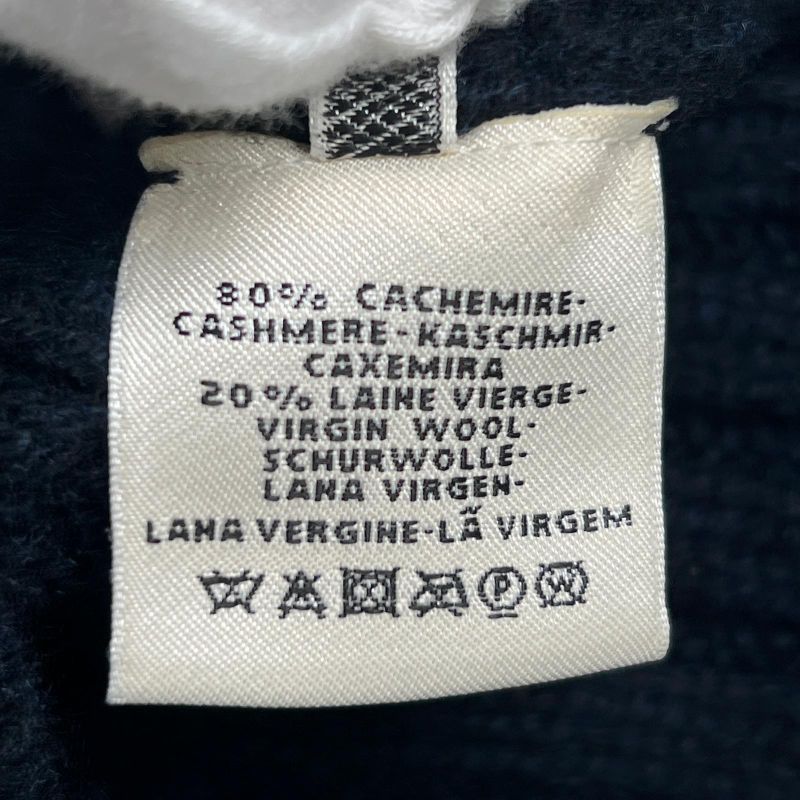 80% CACHEMIRE-
CASHMERE-KASCHMIR-
CAXEMIRA
20% LAINE VIERGE-
VIRGIN WOOL-
SCHURWOLLE-
LANA VIRGEN-
LANA VERGINE-LÃ VIRGEM
P W